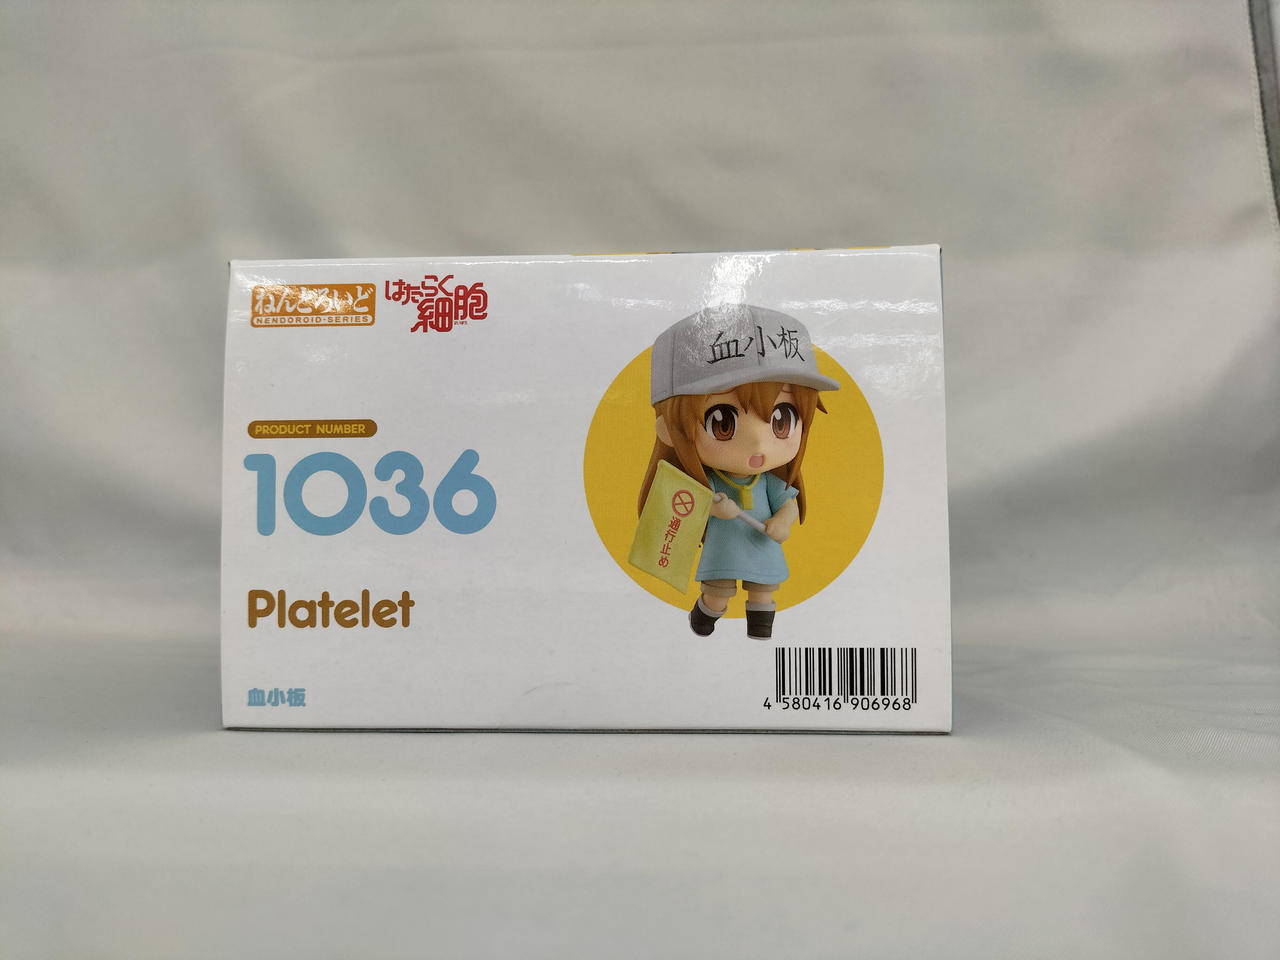 ねんどろいど
NENDOROID-SERIES
はたらく
細胞
PRODUCT NUMBER
1036
Platelet
血小板
血小板
通行止め
4 580416 906968